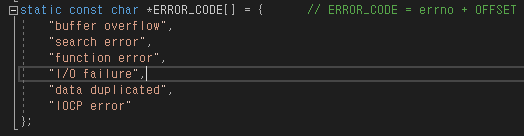 static const char *ERROR_CODE[] = {      // ERROR_CODE = errno + OFFSET
    "buffer overflow",
    "search error",
    "function error",
    "I/O failure",
    "data duplicated",
    "IOCP error"
};